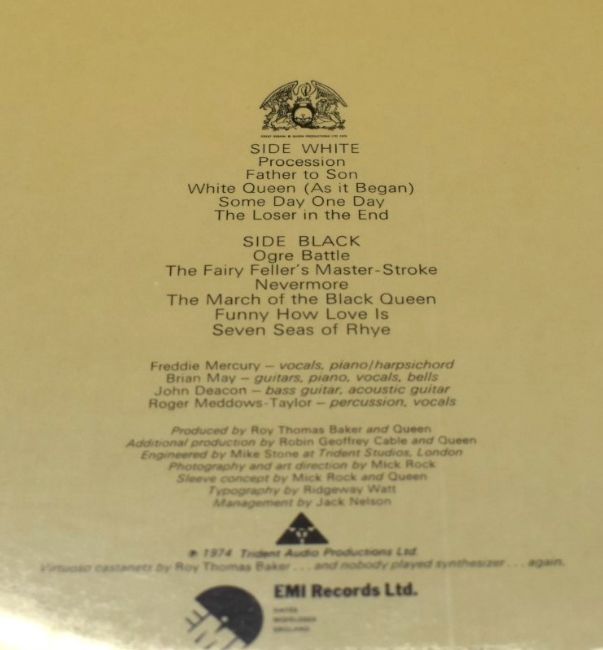 SIDE WHITE
Procession
Father to Son
White Queen (As it Began)
Some Day One Day
The Loser in the End
SIDE BLACK
Ogre Battle
The Fairy Feller's Master-Stroke
Nevermore
The March of the Black Queen
Funny How Love Is
Seven Seas of Rhye
Freddie Mercury – vocals, piano/harpsichord
Brian May – guitars, piano, vocals, bells
John Deacon – bass guitar, acoustic guitar
Roger Meddows-Taylor – percussion, vocals
Produced by Roy Thomas Baker and Queen
Additional production by Robin Geoffrey Cable and Queen
Engineered by Mike Stone at Trident Studios, London
Photography and art direction by Mick Rock
Sleeve concept by Mick Rock and Queen
Typography by Ridgeway Watt
Management by Jack Nelson
℗ 1974 Trident Audio Productions Ltd.
Virtuoso castanets by Roy Thomas Baker . . . and nobody played synthesizer . . . again.
EMI Records Ltd.
HAYES
MIDDLESEX
ENGLAND
EMI